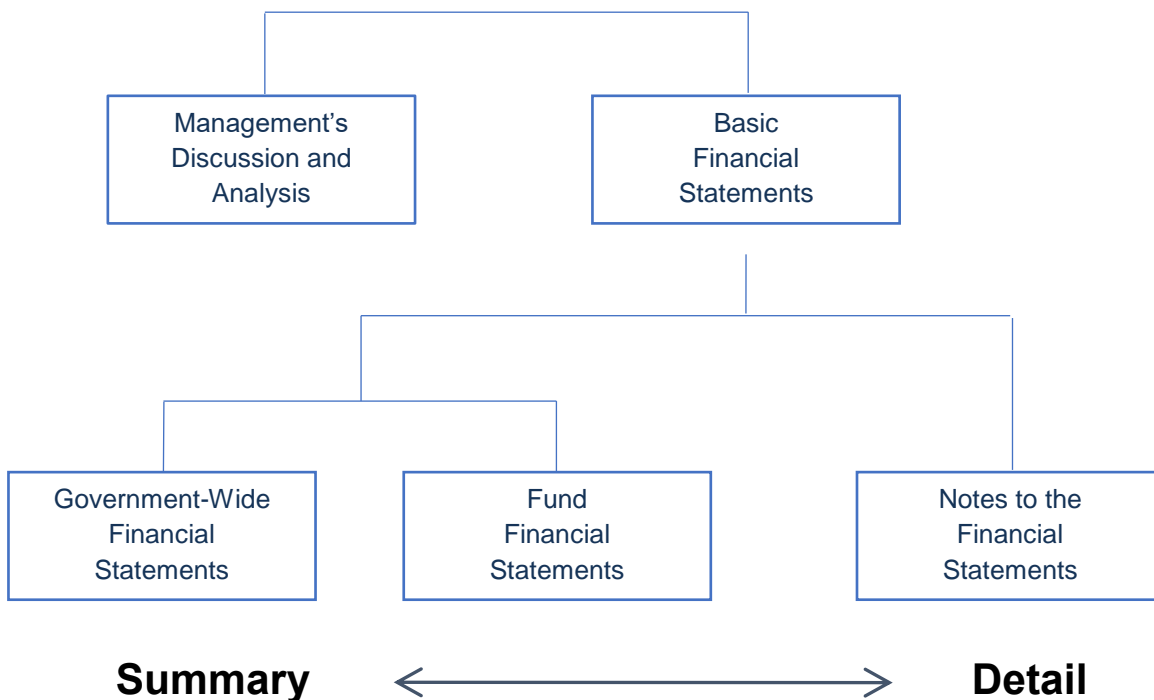 Management’s
Discussion and
Analysis
Basic
Financial
Statements
Government-Wide
Financial
Statements
Fund
Financial
Statements
Notes to the
Financial
Statements
Summary
Detail